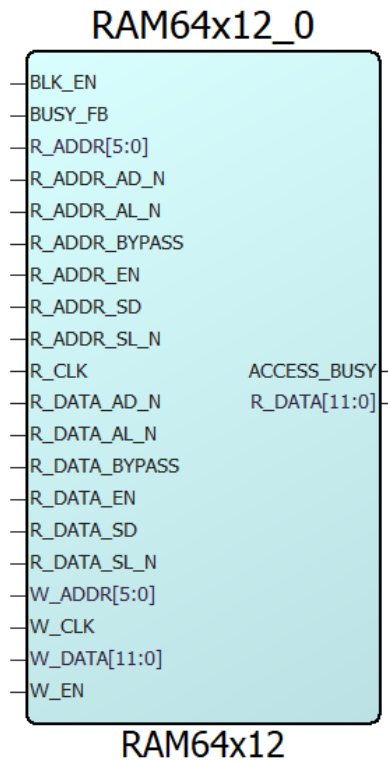 RAM64x12_0
BLK_EN
BUSY_FB
R_ADDR[5:0]
R_ADDR_AD_N
R_ADDR_AL_N
R_ADDR_BYPASS
R_ADDR_EN
R_ADDR_SD
R_ADDR_SL_N
R_CLK ACCESS_BUSY
R_DATA_AD_N R_DATA[11:0]
R_DATA_AL_N
R_DATA_BYPASS
R_DATA_EN
R_DATA_SD
R_DATA_SL_N
W_ADDR[5:0]
W_CLK
W_DATA[11:0]
W_EN
RAM64x12